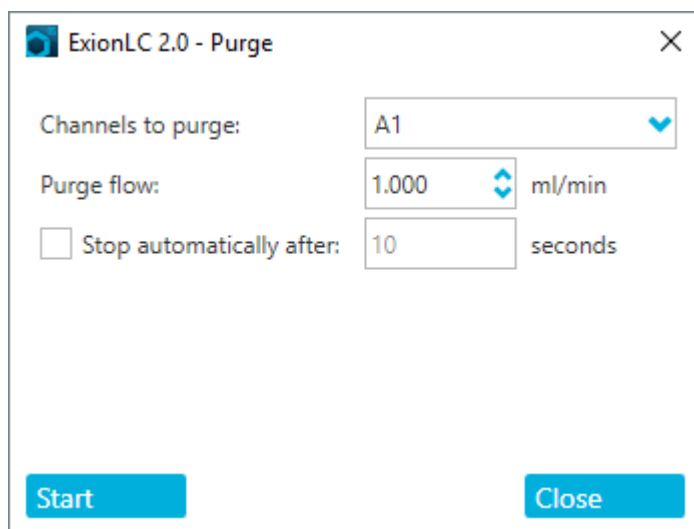 ExionLC 2.0 - Purge
Channels to purge: A1
Purge flow: 1.000 ml/min
Stop automatically after: 10 seconds
Start Close